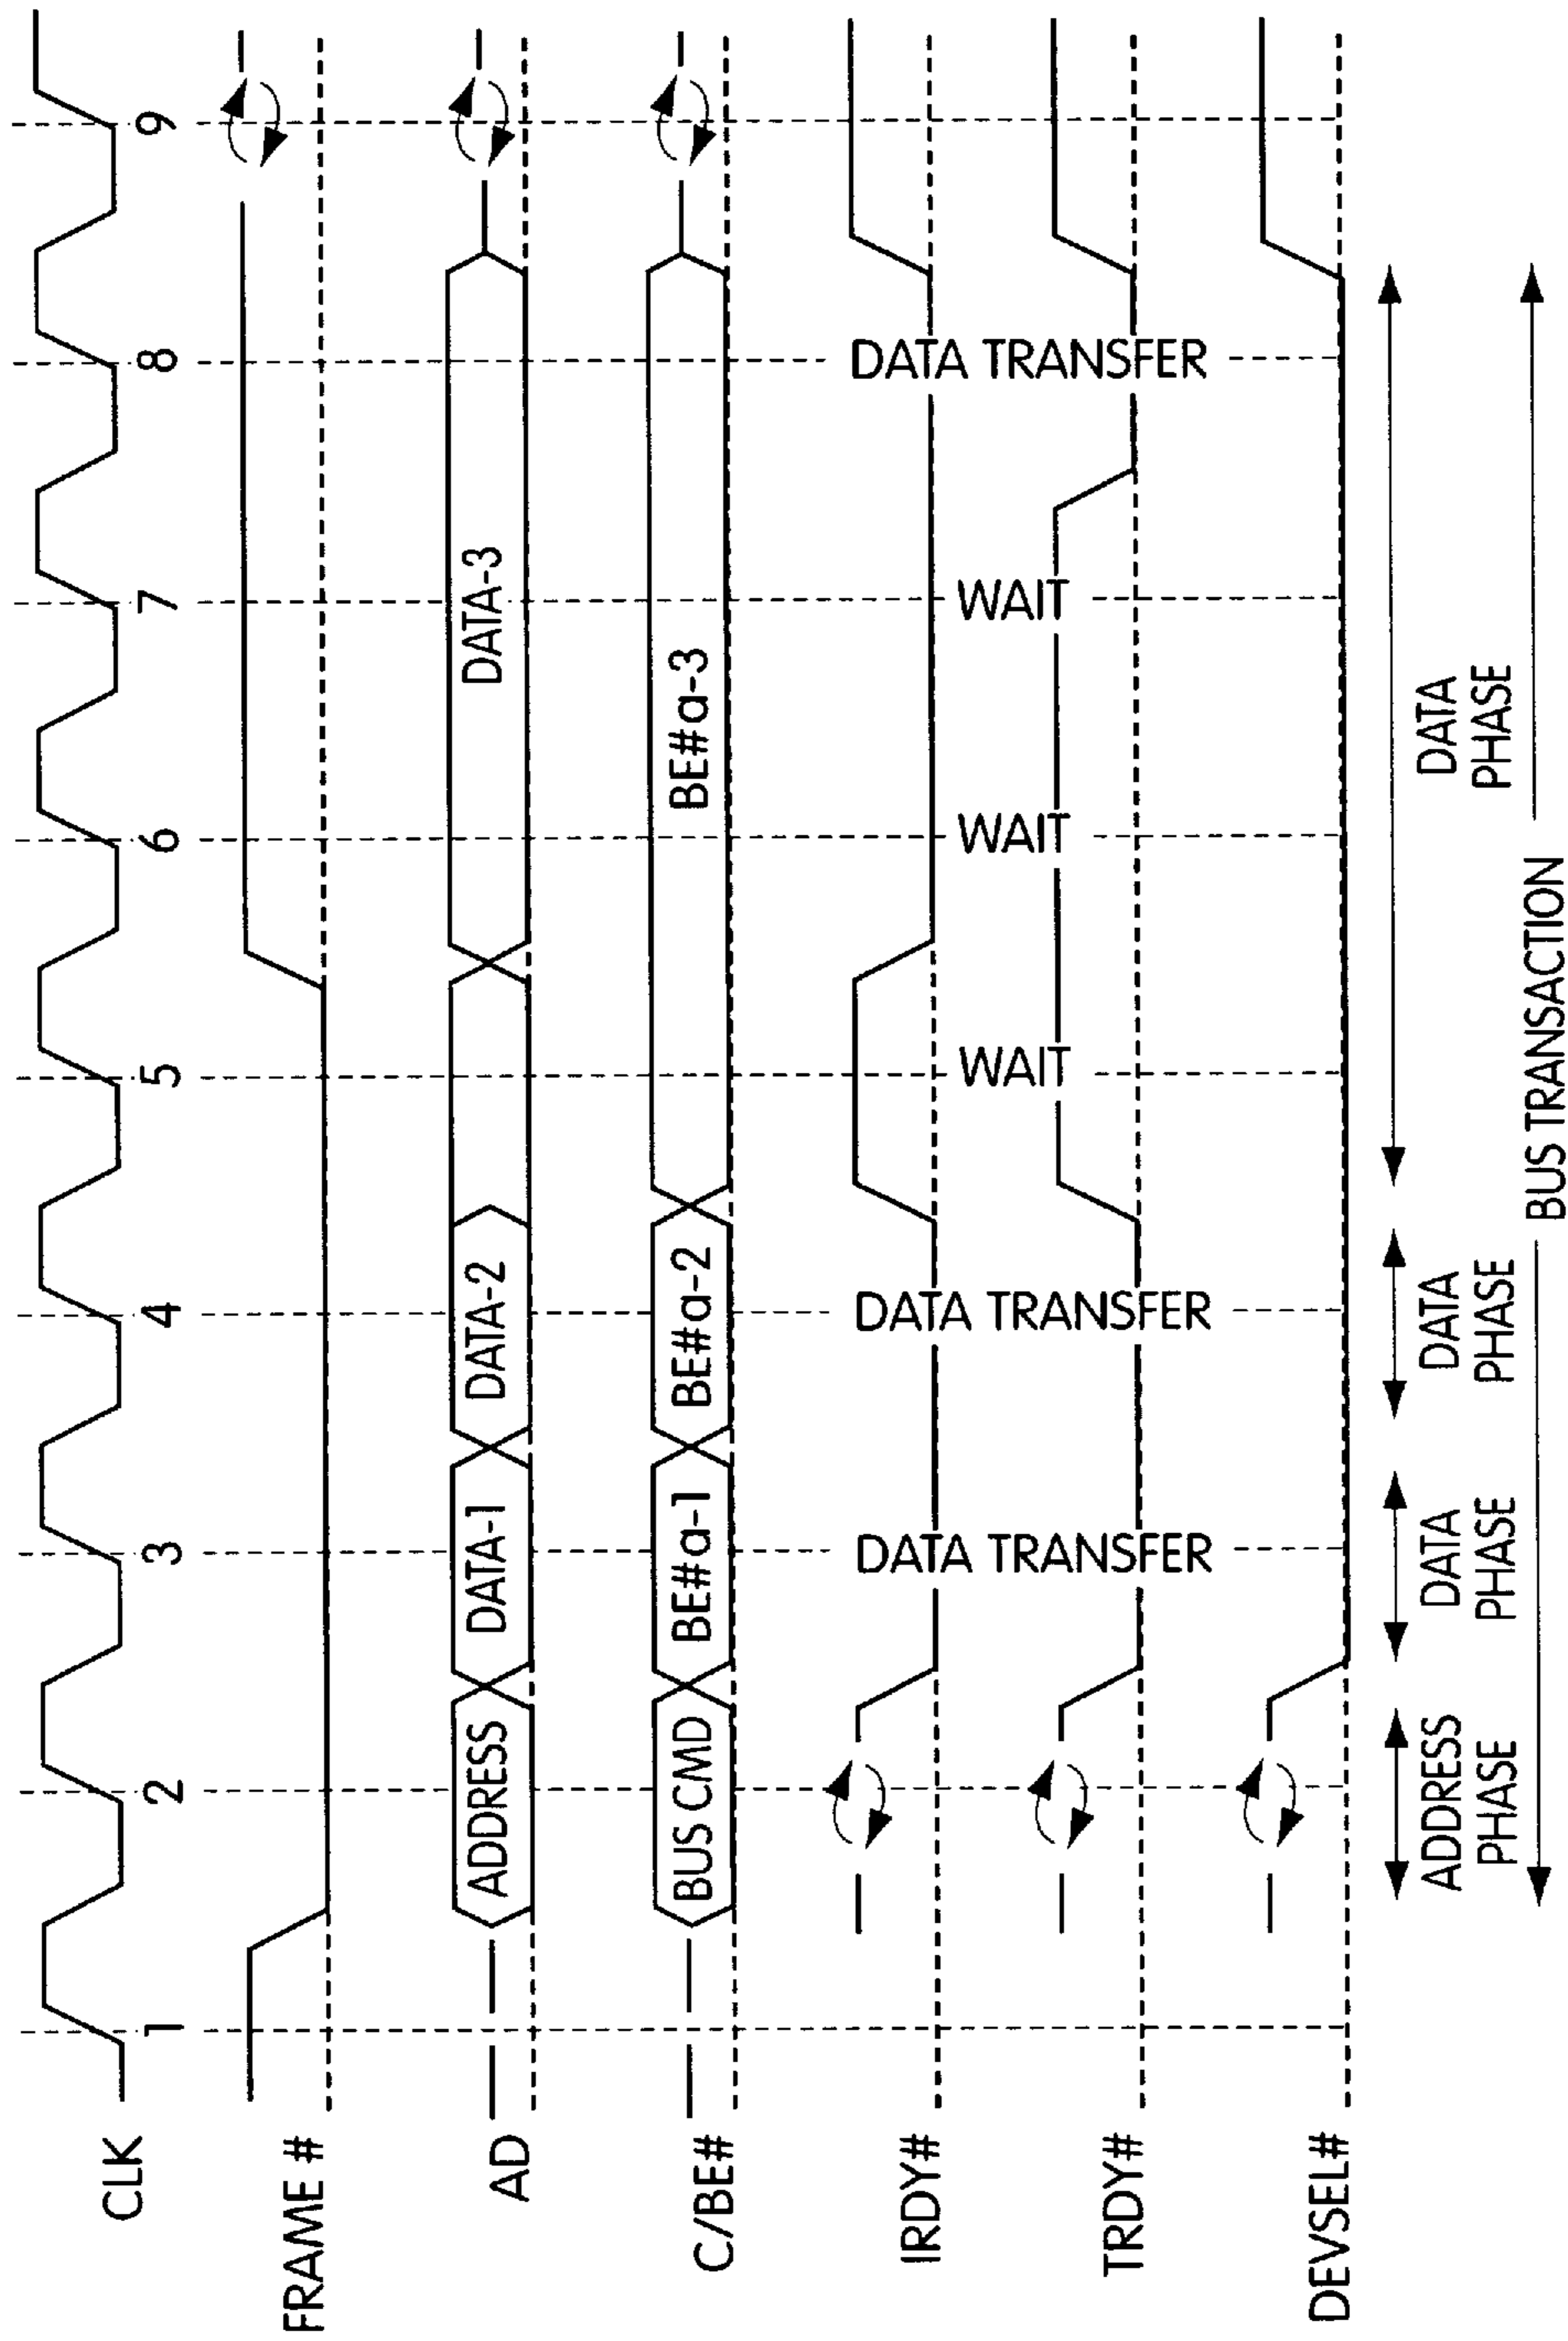 CLK
1 2 3 4 5 6 7 8 9
FRAME #
AD
ADDRESS DATA-1 DATA-2 DATA-3
C/BE#
BUS CMD BE#a-1 BE#a-2 BE#a-3
IRDY#
DATA TRANSFER DATA TRANSFER WAIT WAIT WAIT DATA TRANSFER
TRDY#
DEVSEL#
ADDRESS
PHASE
DATA
PHASE
DATA
PHASE
DATA
PHASE
BUS TRANSACTION